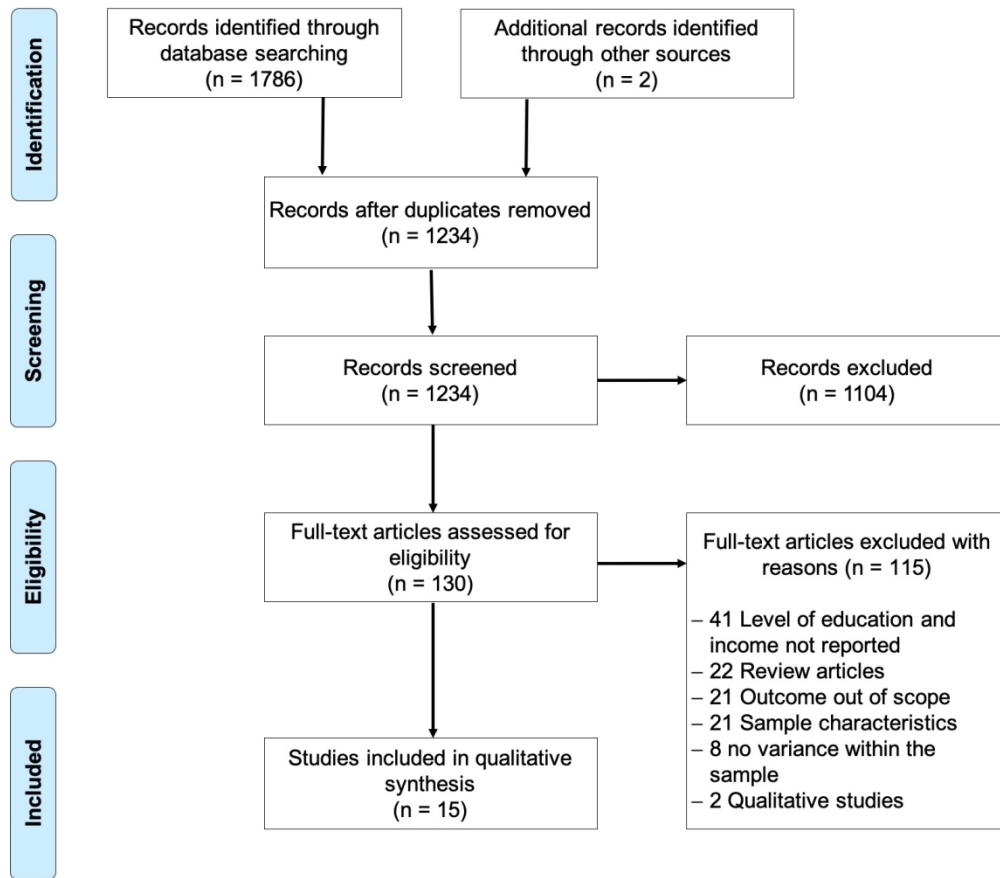 Identification
Records identified through
database searching
(n = 1786)
Additional records identified
through other sources
(n = 2)
Records after duplicates removed
(n = 1234)
Screening
Records screened
(n = 1234)
Records excluded
(n = 1104)
Eligibility
Full-text articles assessed for
eligibility
(n = 130)
Full-text articles excluded with
reasons (n = 115)
– 41 Level of education and
income not reported
– 22 Review articles
– 21 Outcome out of scope
– 21 Sample characteristics
– 8 no variance within the
sample
– 2 Qualitative studies
Included
Studies included in qualitative
synthesis
(n = 15)